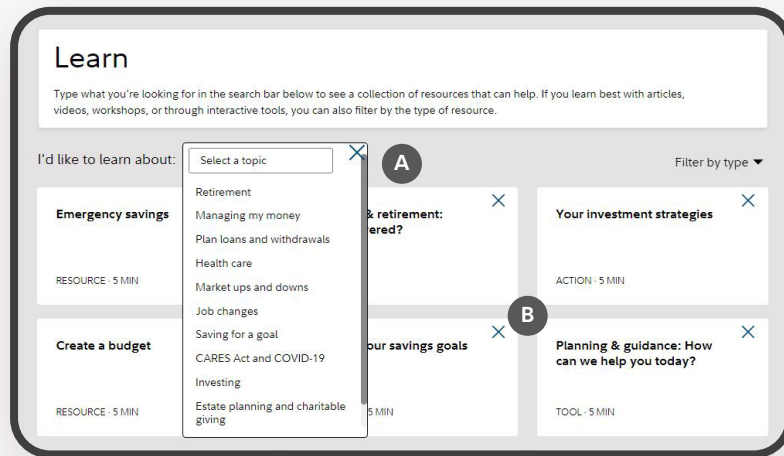 Learn
Type what you're looking for in the search bar below to see a collection of resources that can help. If you learn best with articles,
videos, workshops, or through interactive tools, you can also filter by the type of resource.
I'd like to learn about:
Select a topic
A
Filter by type
Retirement
Managing my money
Plan loans and withdrawals
Health care
Market ups and downs
Job changes
Saving for a goal
CARES Act and COVID-19
Investing
Estate planning and charitable
giving
Emergency savings
RESOURCE · 5 MIN
& retirement:
ered?
Your investment strategies
ACTION · 5 MIN
B
Create a budget
RESOURCE · 5 MIN
our savings goals
5 MIN
Planning & guidance: How
can we help you today?
TOOL · 5 MIN